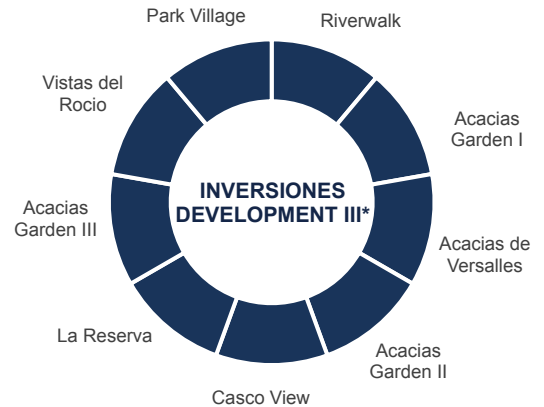 Park Village
Riverwalk
Vistas del
Rocio
Acacias
Garden I
INVERSIONES
DEVELOPMENT III*
Acacias
Garden III
Acacias de
Versalles
La Reserva
Acacias
Garden II
Casco View